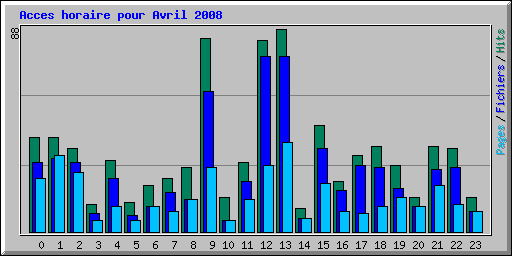 Acces horaire pour Avril 2008
88
Pages / Fichiers / Hits
0 1 2 3 4 5 6 7 8 9 10 11 12 13 14 15 16 17 18 19 20 21 22 23